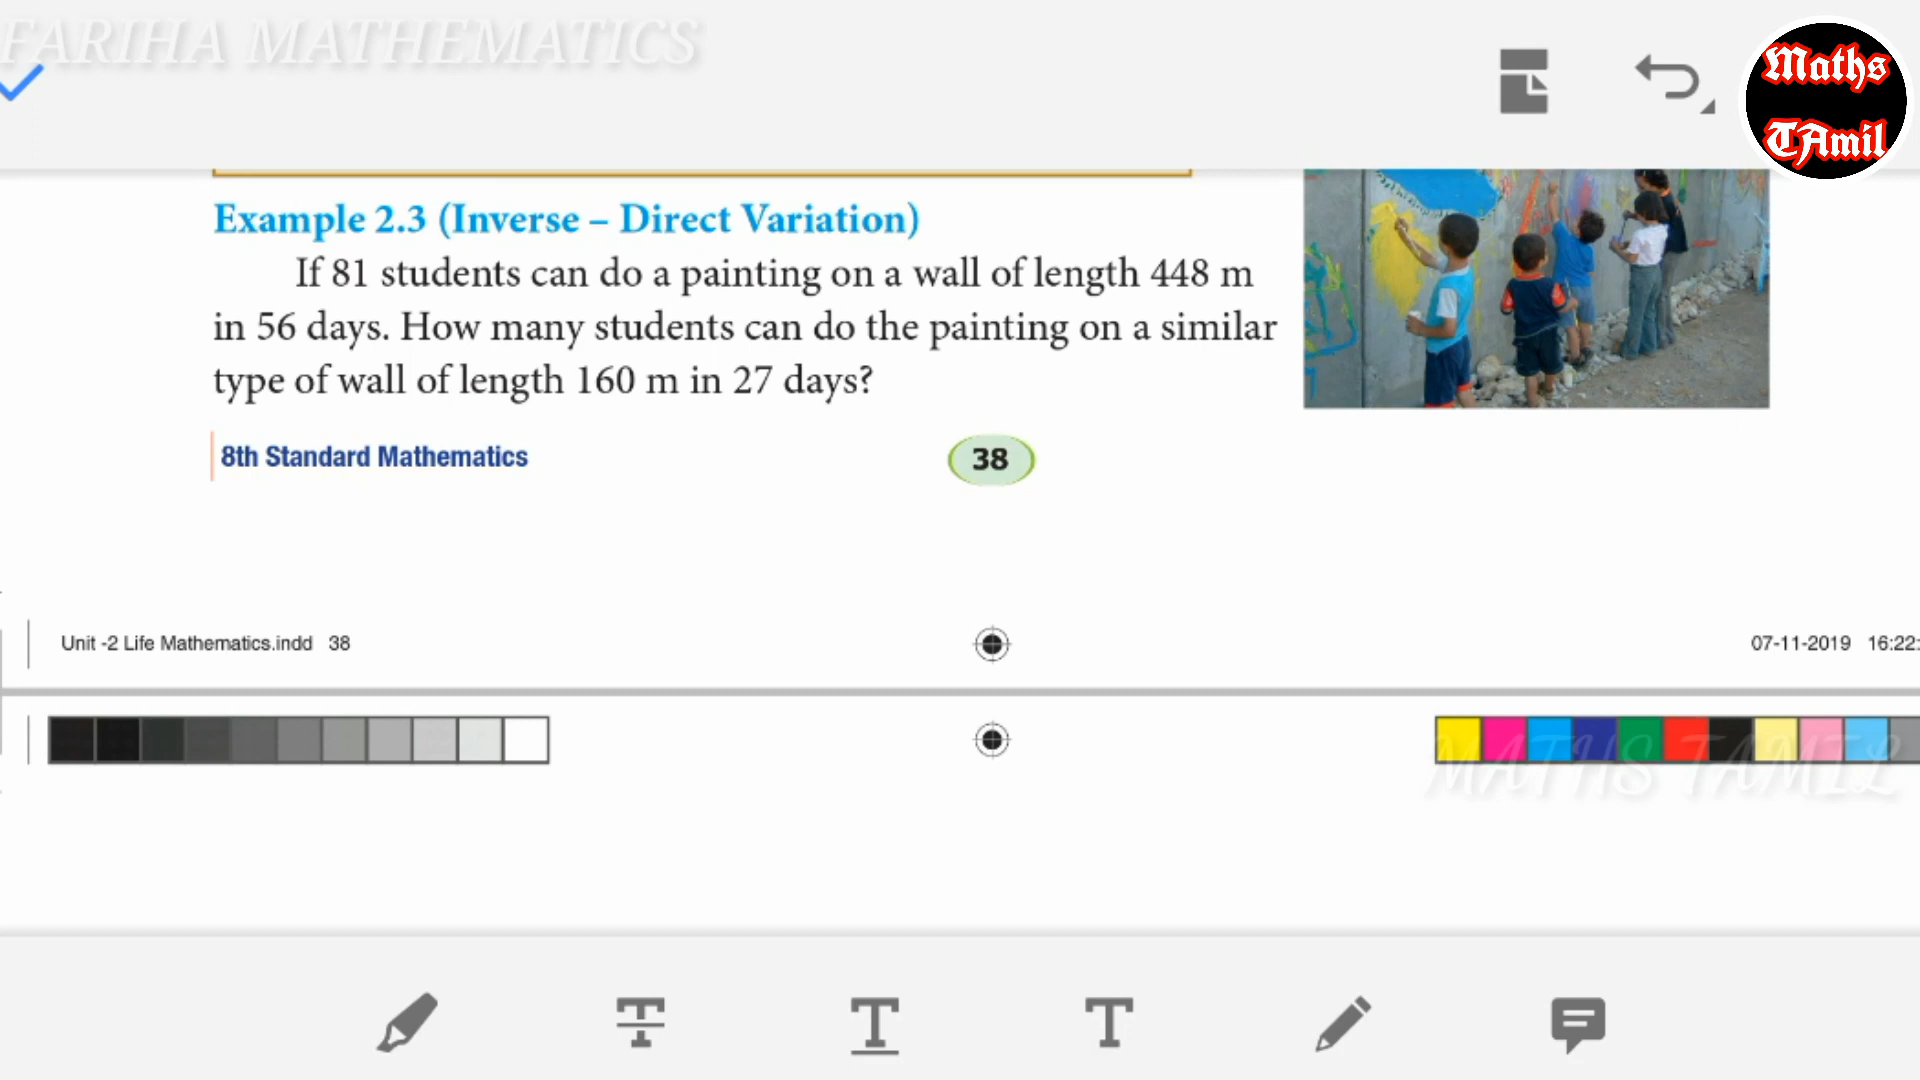 FARIHA MATHEMATICS
Maths
TAmil
Example 2.3 (Inverse – Direct Variation)
If 81 students can do a painting on a wall of length 448 m
in 56 days. How many students can do the painting on a similar
type of wall of length 160 m in 27 days?
8th Standard Mathematics
38
Unit -2 Life Mathematics.indd 38
07-11-2019 16:22:
MATHS TAMIL
T
T
T